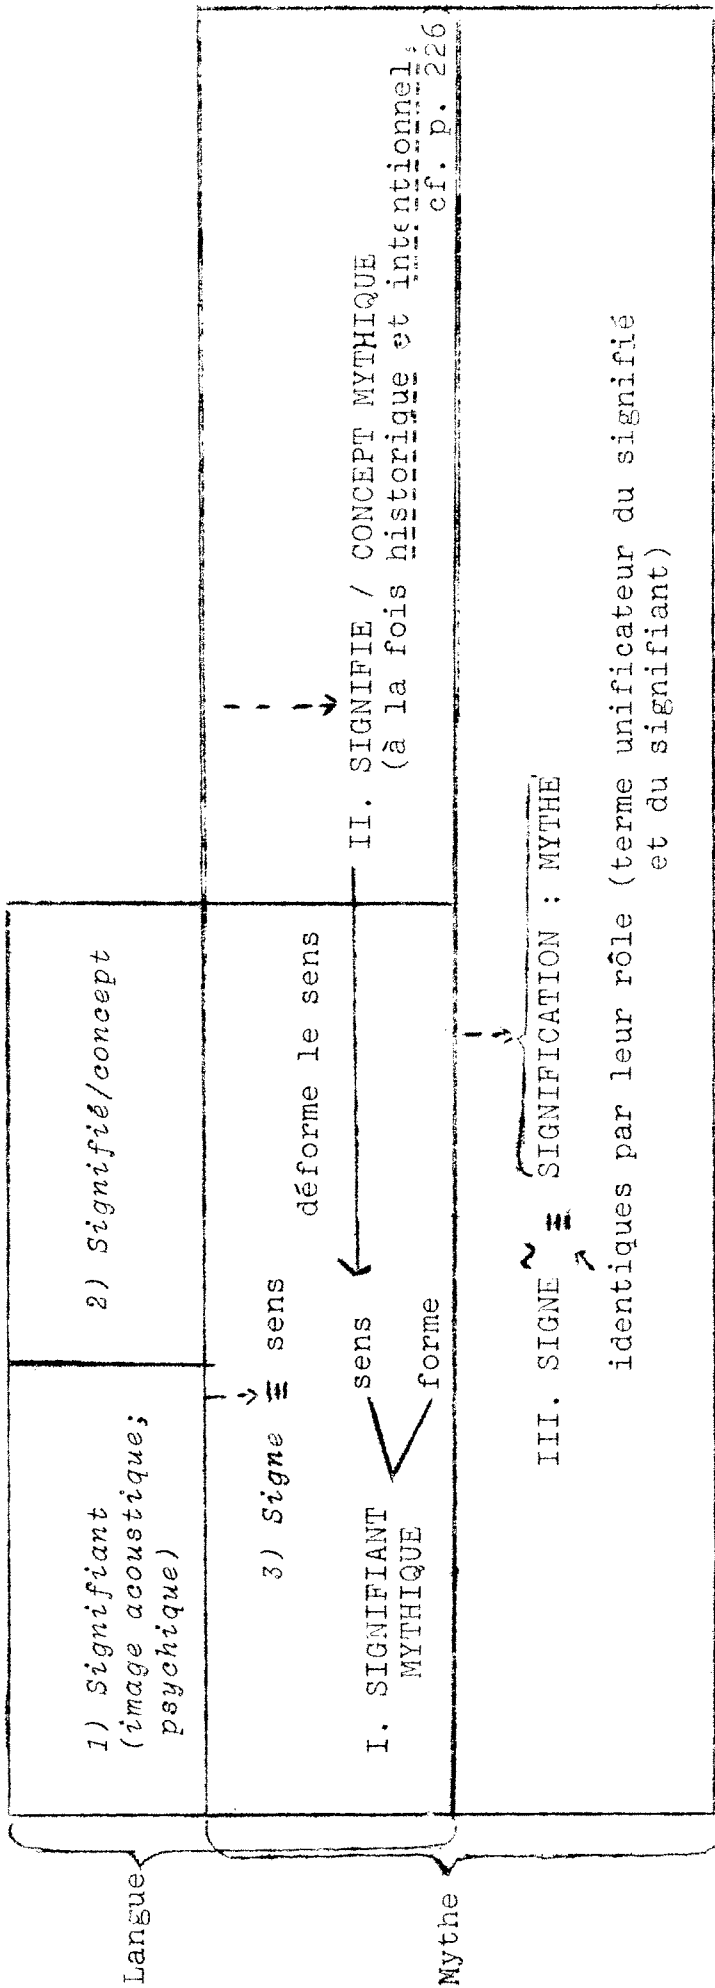 Langue
1) Signifiant
(image acoustique;
psychique)
2) Signifié/concept
3) Signe ≡ sens
déforme le sens
Mythe
I. SIGNIFIANT
MYTHIQUE
sens
forme
II. SIGNIFIE / CONCEPT MYTHIQUE
(à la fois historique et intentionnel;
cf. p. 226)
III. SIGNE ~ ≡ SIGNIFICATION : MYTHE
identiques par leur rôle (terme unificateur du signifié
et du signifiant)